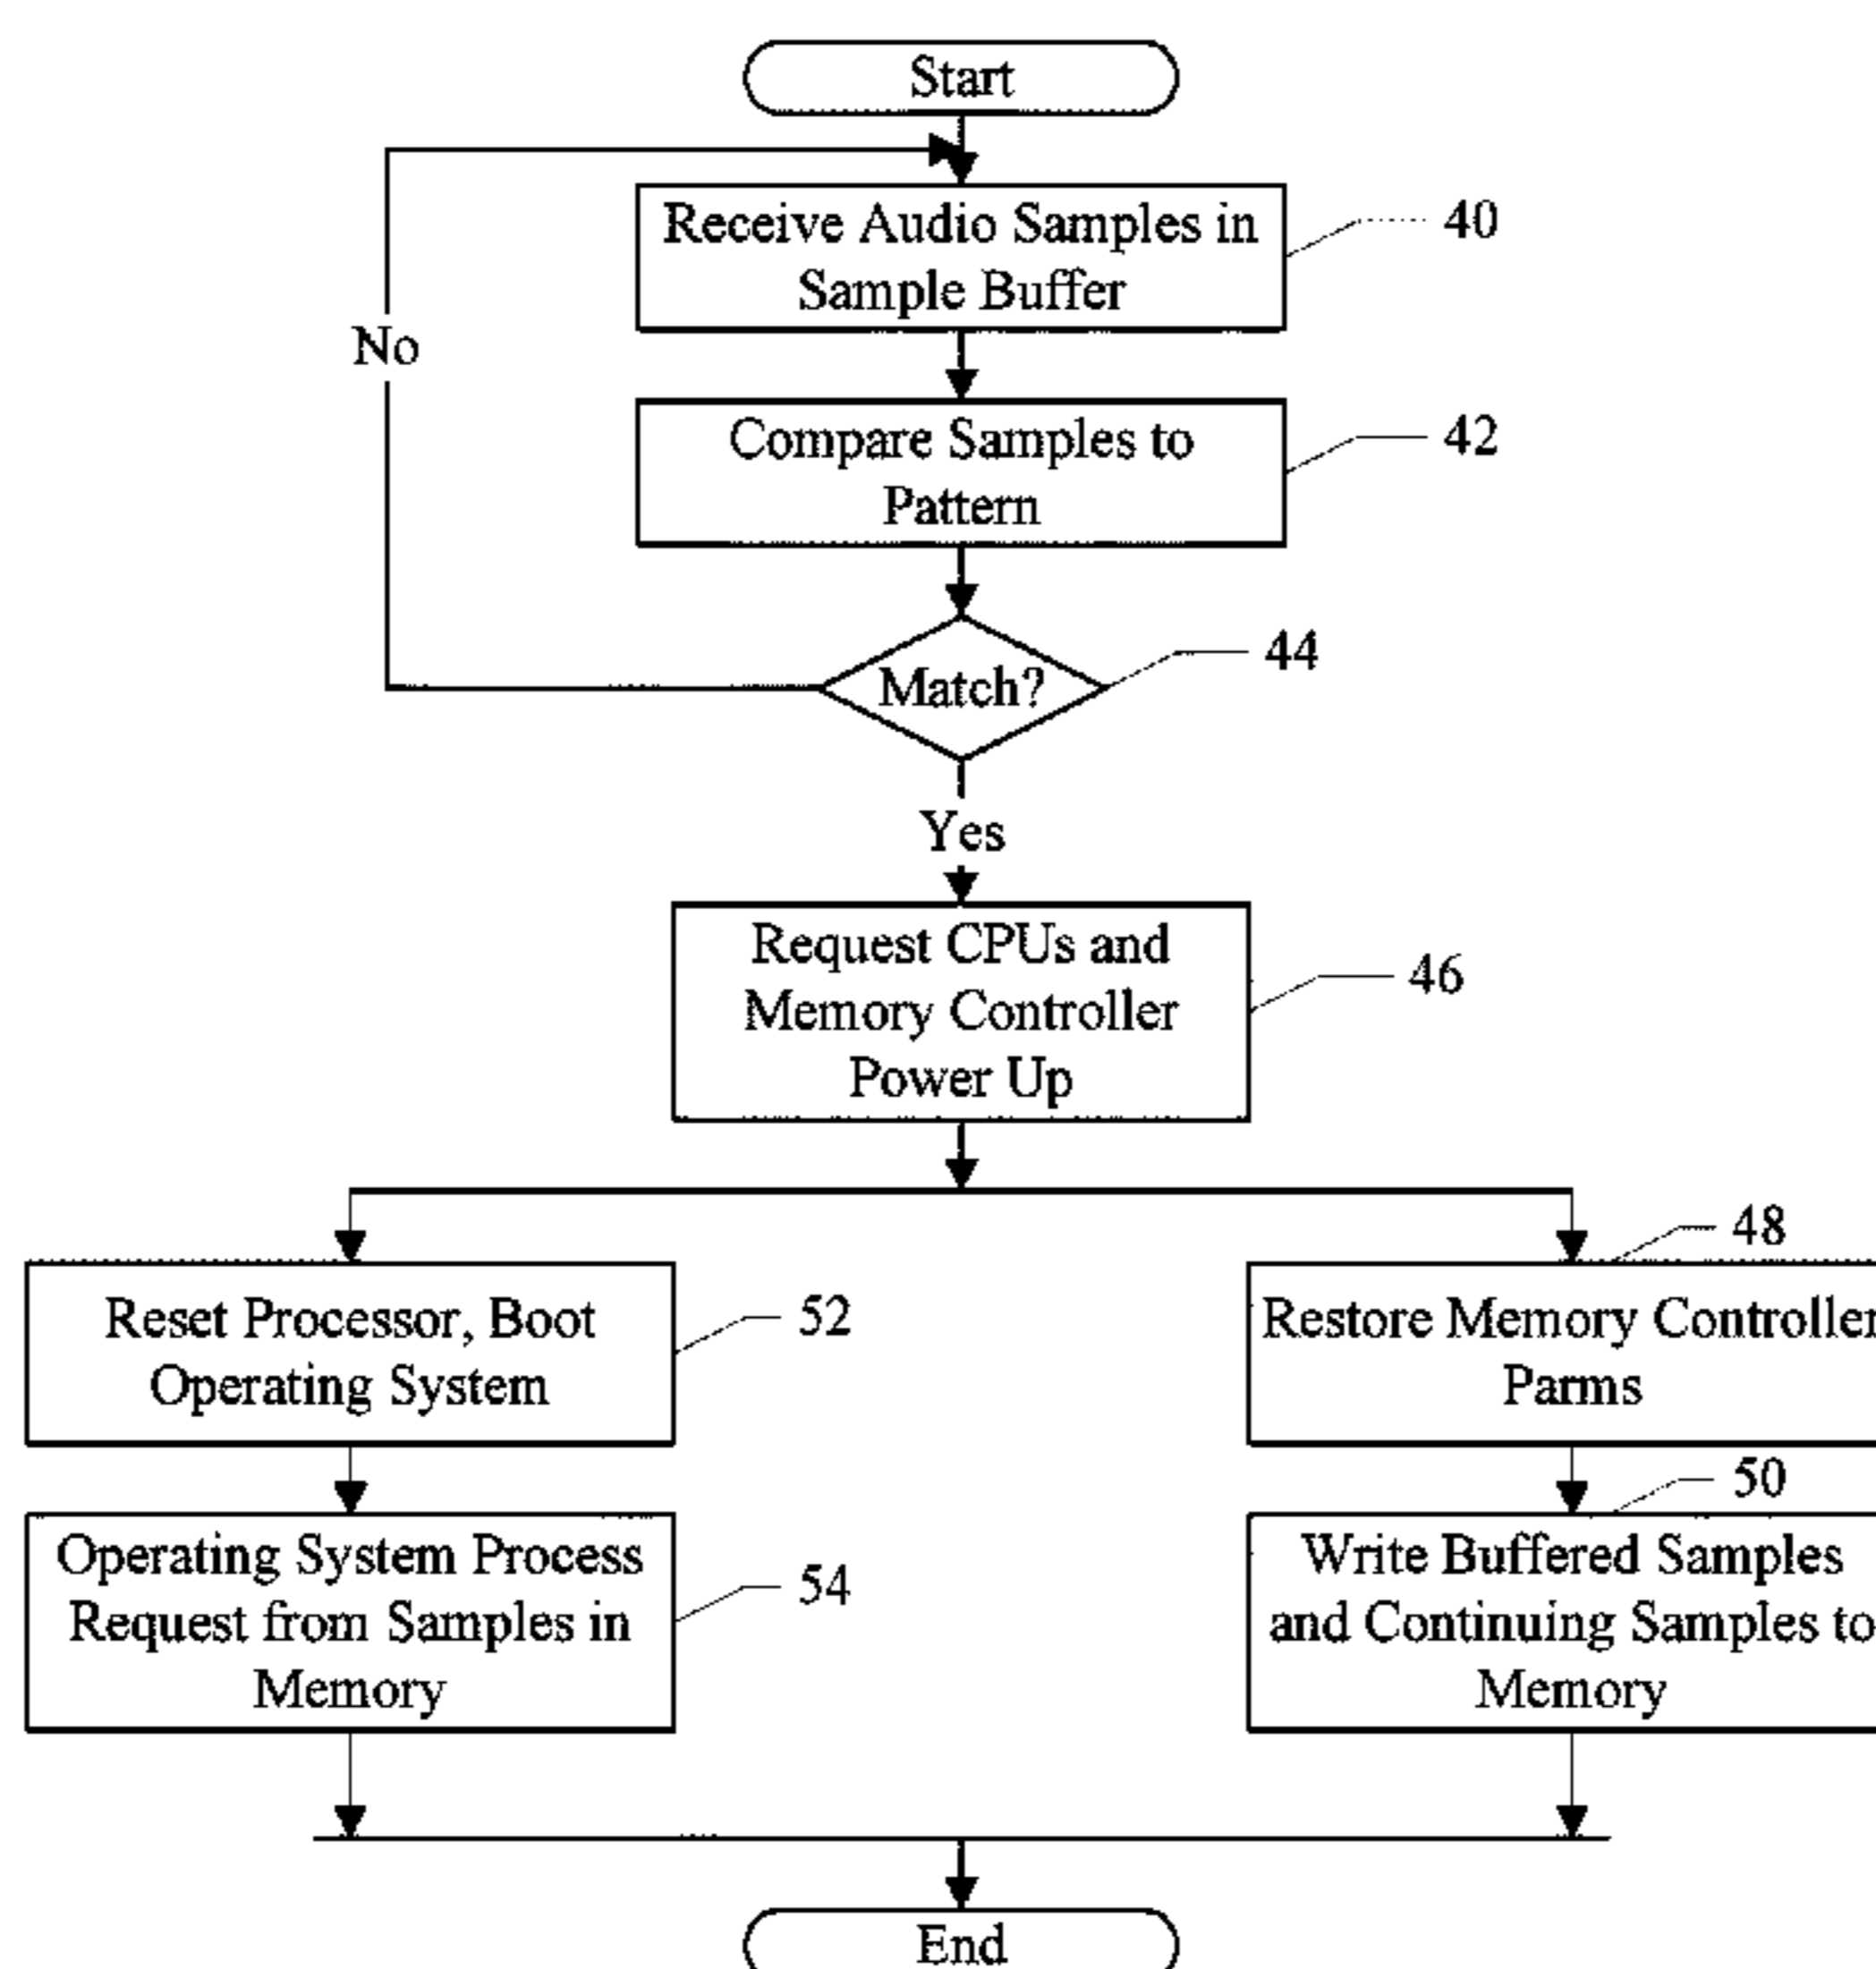 Start
Receive Audio Samples in
Sample Buffer
40
No
Compare Samples to
Pattern
42
Match?
44
Yes
Request CPUs and
Memory Controller
Power Up
46
48
Reset Processor, Boot
Operating System
52
Restore Memory Controller
Parms
50
Operating System Process
Request from Samples in
Memory
54
Write Buffered Samples
and Continuing Samples to
Memory
End